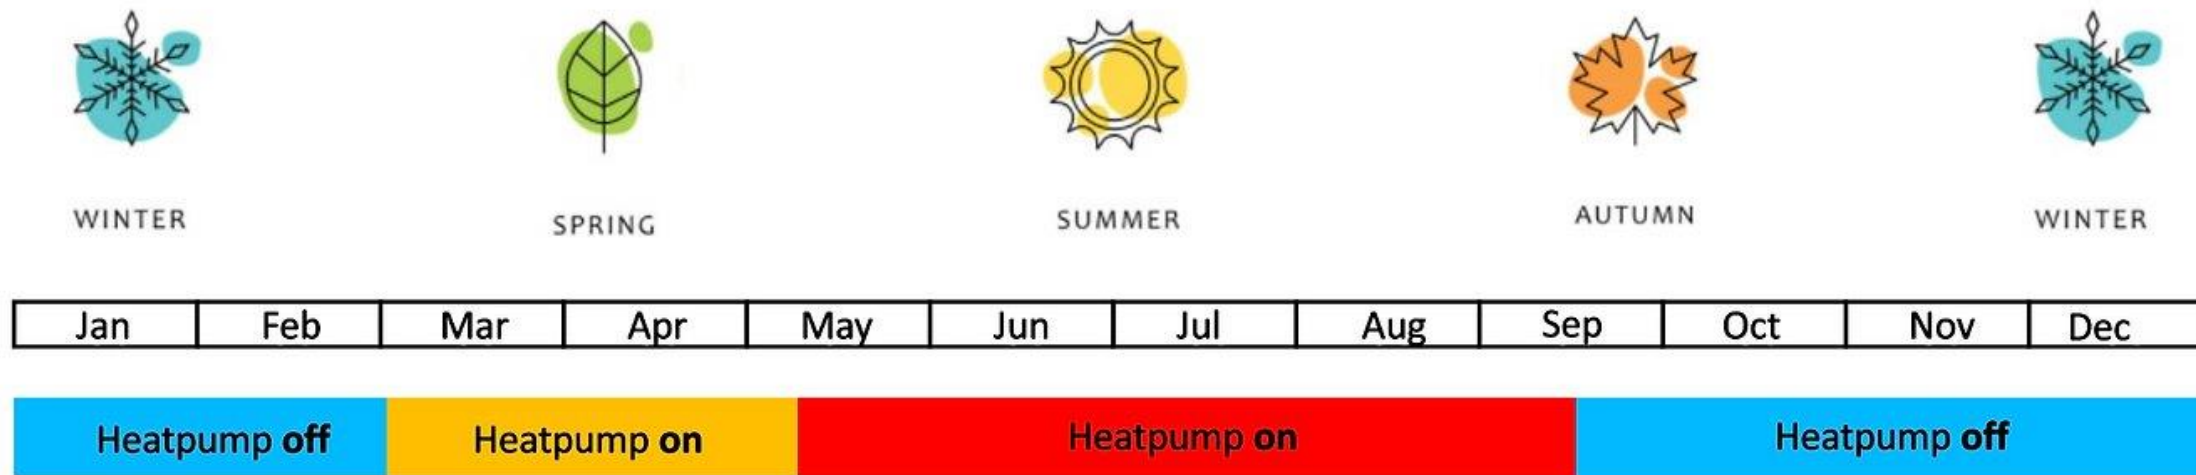 WINTER
SPRING
SUMMER
AUTUMN
WINTER
Jan Feb Mar Apr May Jun Jul Aug Sep Oct Nov Dec
Heatpump off
Heatpump on
Heatpump on
Heatpump off